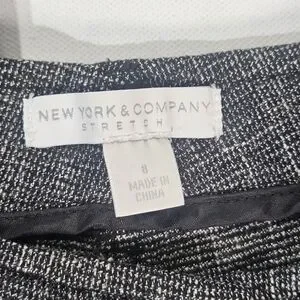 NEW YORK & COMPANY
STRETCH
8
MADE IN
CHINA